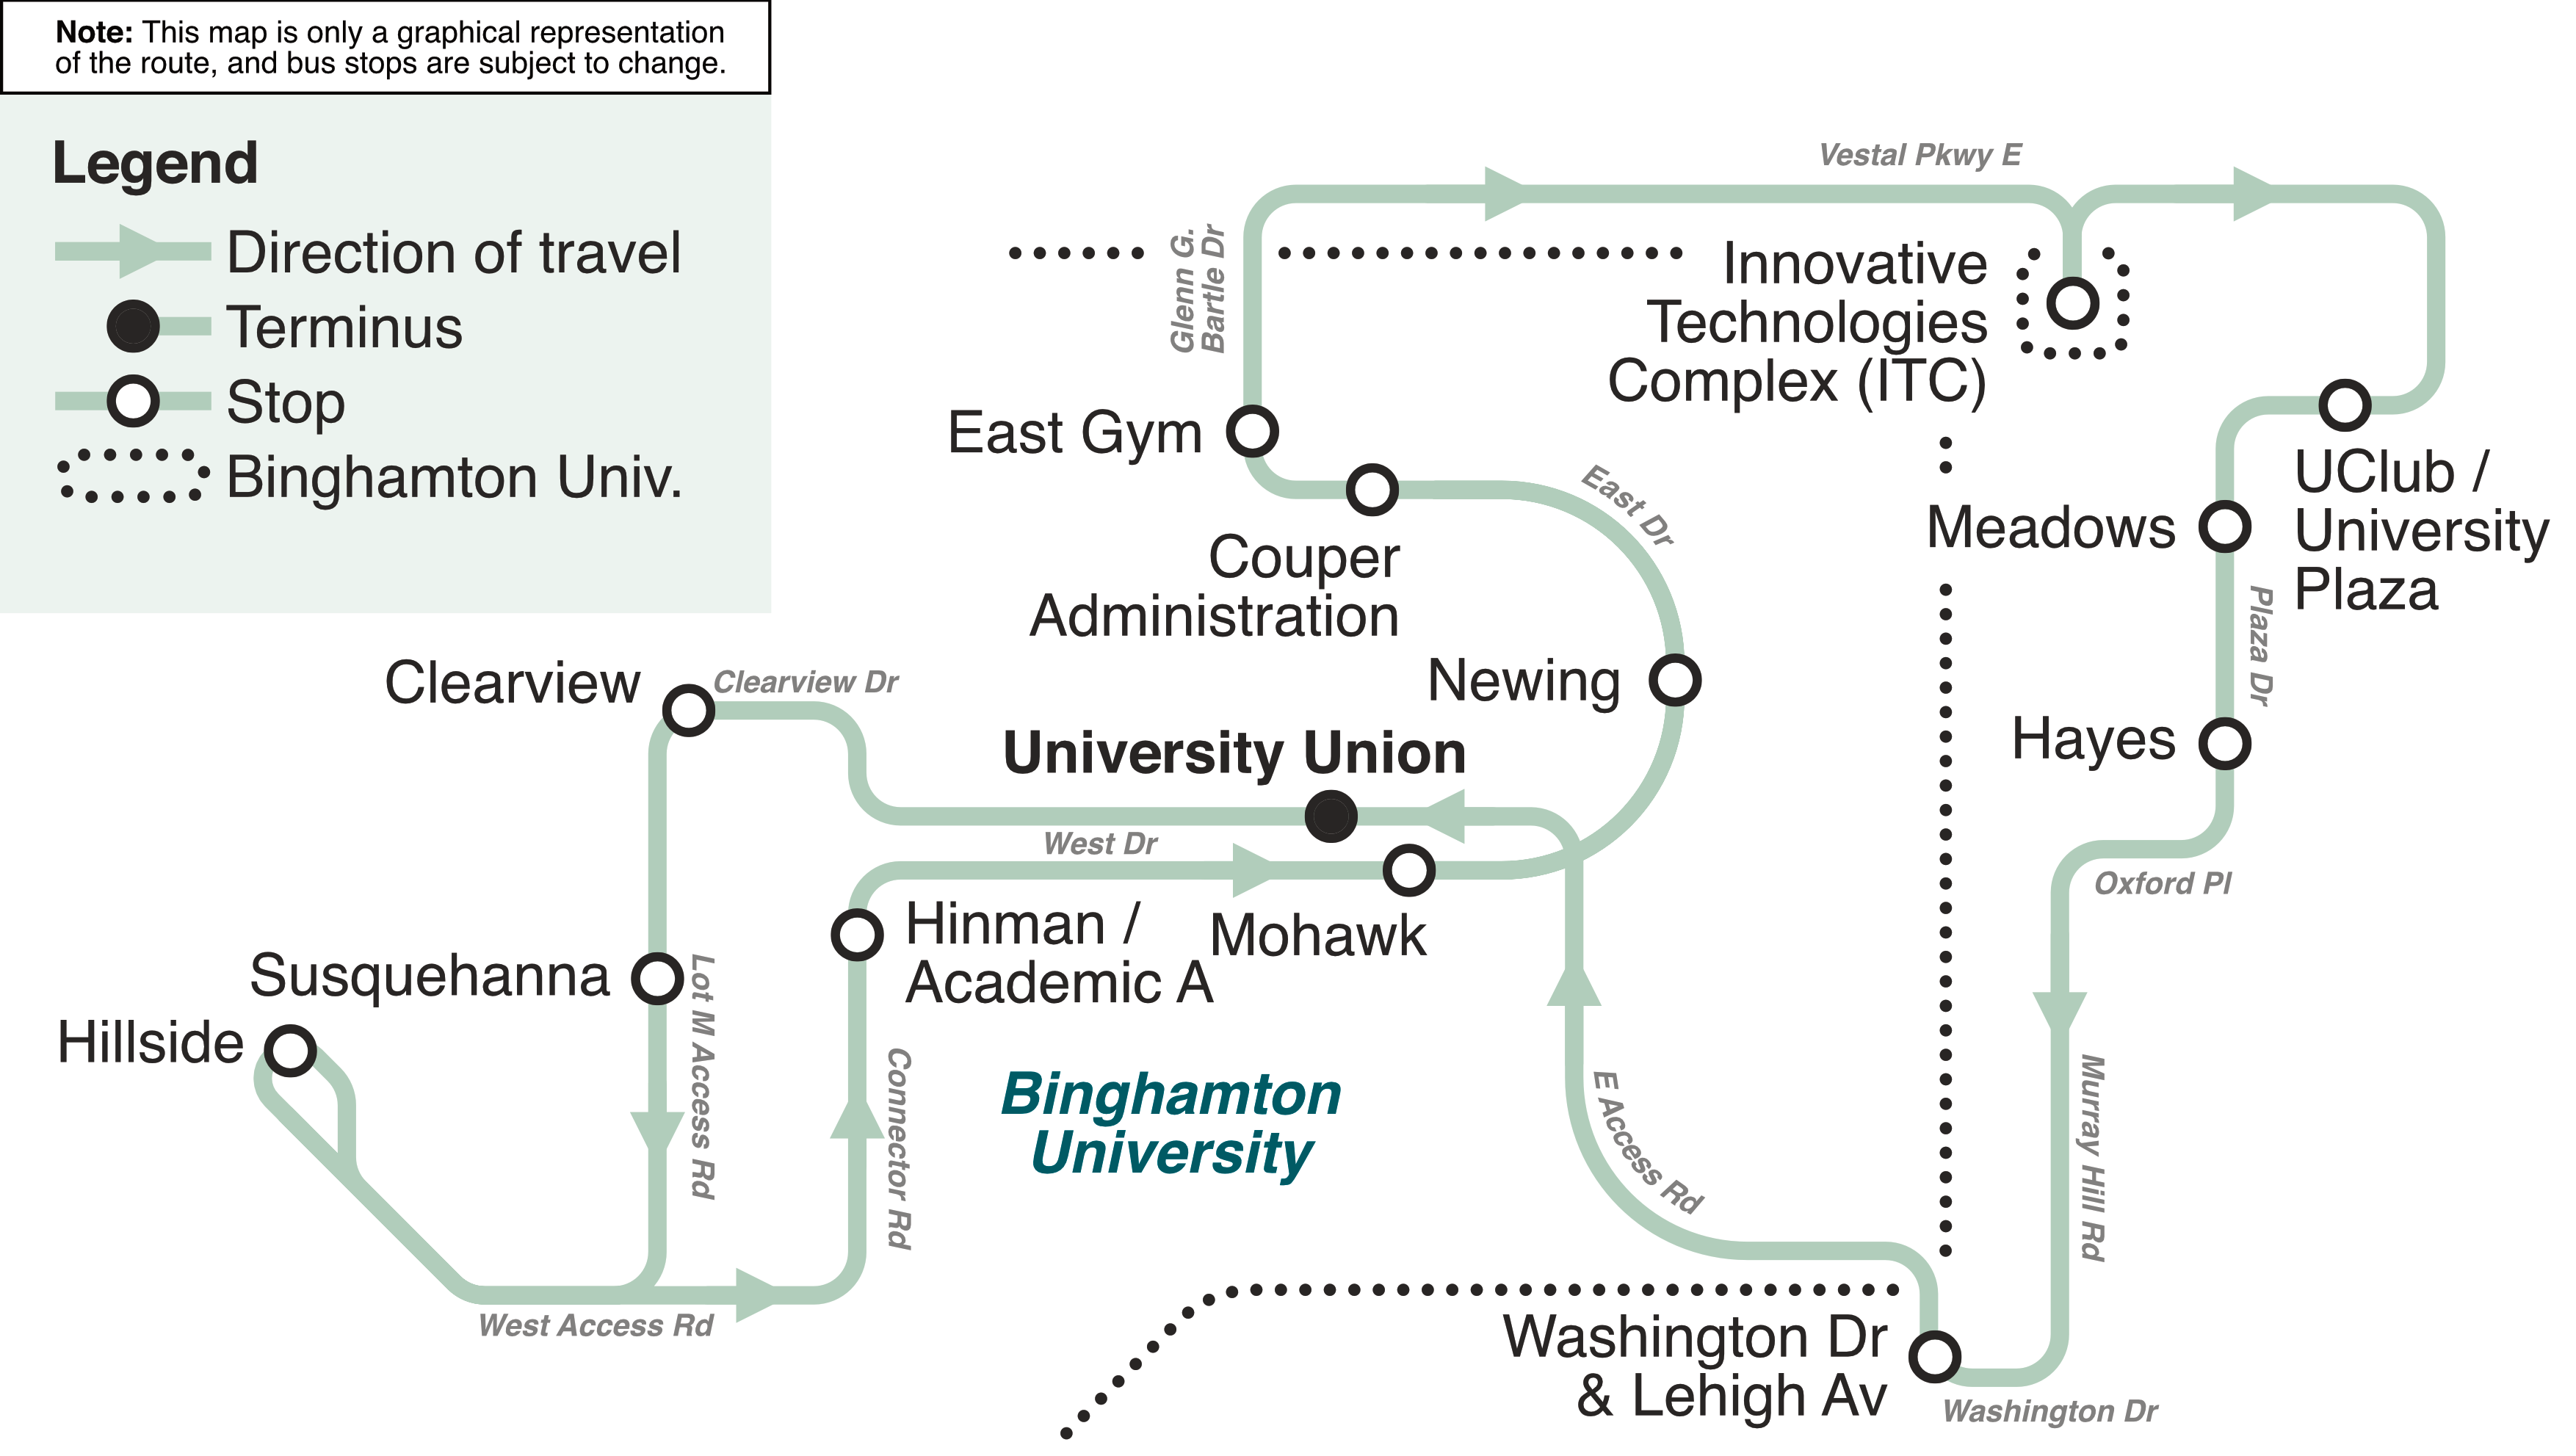 Note: This map is only a graphical representation
of the route, and bus stops are subject to change.
Legend
Direction of travel
Terminus
Stop
Binghamton Univ.
Vestal Pkwy E
Glenn G.
Bartle Dr
Innovative
Technologies
Complex (ITC)
East Gym
Couper
Administration
East Dr
Newing
UClub /
University
Plaza
Meadows
Plaza Dr
Hayes
Oxford Pl
Murray Hill Rd
Clearview
Clearview Dr
University Union
West Dr
Mohawk
Hinman /
Academic A
Susquehanna
Lot M Access Rd
Hillside
Connector Rd
West Access Rd
Binghamton
University
E Access Rd
Washington Dr
& Lehigh Av
Washington Dr